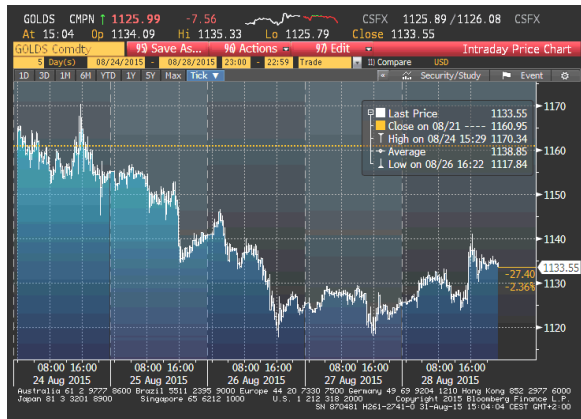 GOLDS CMPN ↑ 1125.99 -7.56 CSFX 1125.89/1126.08 CSFX
At 15:04 Op 1134.09 Hi 1135.33 Lo 1125.79 Close 1133.55
GOLDS Comdty 95) Save As... 96) Actions 97) Edit Intraday Price Chart
5 Day(s) 08/24/2015 - 08/28/2015 23:00 - 22:59 Trade 11) Compare USD
1D 3D 1M 6M YTD 1Y 5Y Max Tick ▼ « Security/Study Event
Last Price 1133.55
Close on 08/21 ---- 1160.95
High on 08/24 15:29 1170.34
Average 1138.85
Low on 08/26 16:22 1117.84
1170
1160
1150
1140
1133.55
-27.40
-2.36%
1130
1120
08:00 16:00 08:00 16:00 08:00 16:00 08:00 16:00 08:00 16:00
24 Aug 2015 25 Aug 2015 26 Aug 2015 27 Aug 2015 28 Aug 2015
Australia 61 2 9777 8600 Brazil 5511 2395 9000 Europe 44 20 7330 7500 Germany 49 69 9204 1210 Hong Kong 852 2977 6000
Japan 81 3 3201 8900 Singapore 65 6212 1000 U.S. 1 212 318 2000 Copyright 2015 Bloomberg Finance L.P.
SN 870481 H261-2741-0 31-Aug-15 15:04:04 CEST GMT+2:00